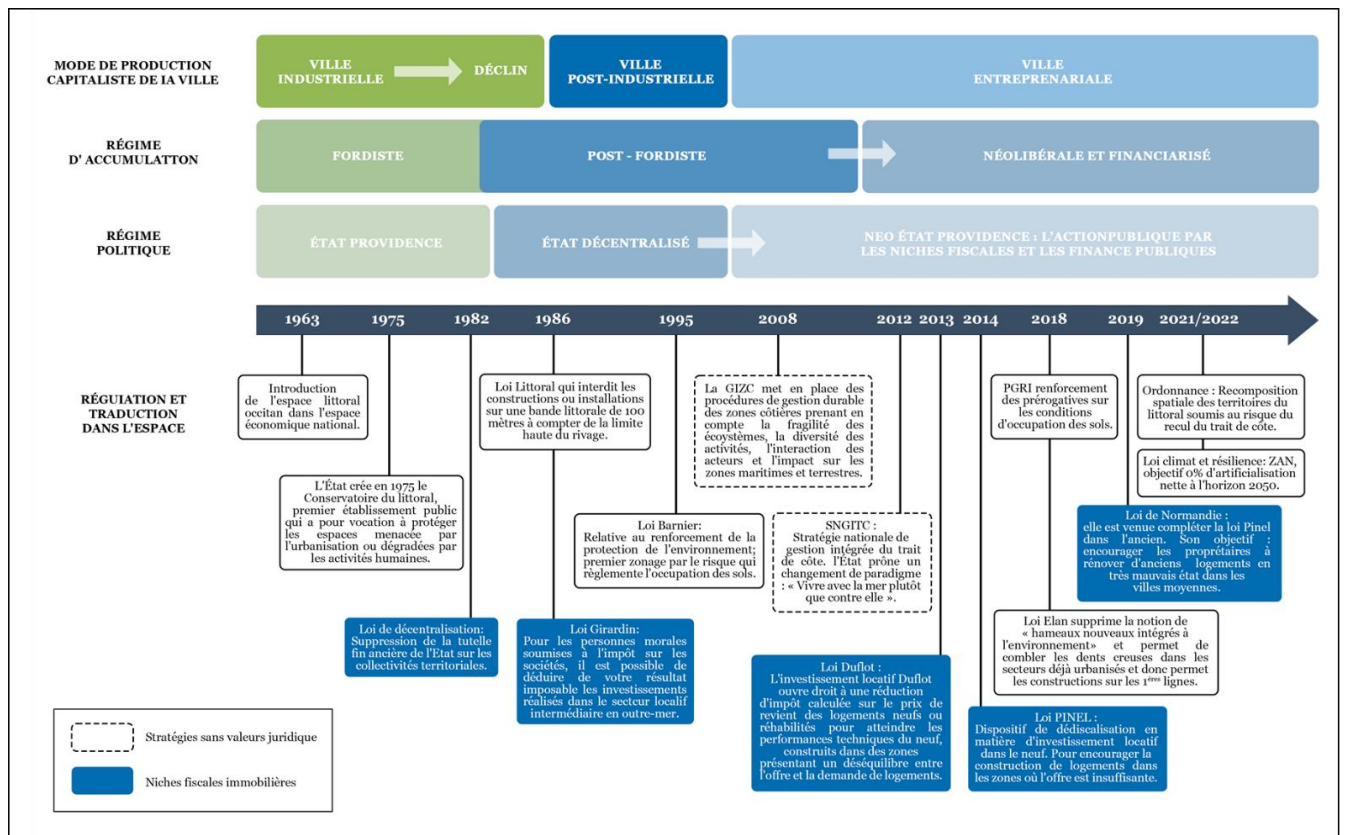 MODE DE PRODUCTION
CAPITALISTE DE LA VILLE
VILLE
INDUSTRIELLE
DÉCLIN
VILLE
POST-INDUSTRIELLE
VILLE
ENTREPRENARIALE
RÉGIME
D' ACCUMULATTON
FORDISTE
POST - FORDISTE
NÉOLIBÉRALE ET FINANCIARISÉ
RÉGIME
POLITIQUE
ÉTAT PROVIDENCE
ÉTAT DÉCENTRALISÉ
NEO ÉTAT PROVIDENCE : L'ACTIONPUBLIQUE PAR
LES NICHES FISCALES ET LES FINANCE PUBLIQUES
1963
1975
1982
1986
1995
2008
2012
2013
2014
2018
2019
2021/2022
RÉGUIATION ET
TRADUCTION
DANS L'ESPACE
Introduction
de l'espace littoral
occitan dans l'espace
économique national.
L'État crée en 1975 le
Conservatoire du littoral,
premier établissement public
qui a pour vocation à protéger
les espaces menacée par
l'urbanisation ou dégradées par
les activités humaines.
Loi de décentralisation:
Suppression de la tutelle
fin ancière de l'Etat sur les
collectivités territoriales.
Loi Littoral qui interdit les
constructions ou installations
sur une bande littorale de 100
mètres à compter de la limite
haute du rivage.
Loi Girardin:
Pour les personnes morales
soumises à l'impôt sur les
sociétés, il est possible de
déduire de votre résultat
imposable les investissements
réalisés dans le secteur localif
intermédiaire en outre-mer.
Loi Barnier:
Relative au renforcement de la
protection de l'environnement;
premier zonage par le risque qui
règlemente l'occupation des sols.
La GIZC met en place des
procédures de gestion durable
des zones côtières prenant en
compte la fragilité des
écoystèmes, la diversité des
activités, l'interaction des
acteurs et l'impact sur les
zones maritimes et terrestres.
SNGITC :
Stratégie nationale de
gestion intégrée du trait
de côte. l'État prône un
changement de paradigme
: « Vivre avec la mer plutôt
que contre elle ».
Loi Duflot :
L'investissement locatif Duflot
ouvre droit à une réduction
d'impôt calculée sur le prix de
revient des logements neufs ou
réhabilités pour atteindre les
performances techniques du neuf,
construits dans des zones
présentant un déséquilibre entre
l'offre et la demande de logements.
Loi PINEL :
Dispositif de dédiscalisation en
matière d'investissement locatif
dans le neuf. Pour encourager la
construction de logements dans
les zones où l'offre est insuffisante.
PGRI renforcement
des prérogatives sur
les conditions
d'occupation des sols.
Loi Elan supprime la notion de
« hameaux nouveaux intégrés à
l'environnement» et permet de
combler les dents creuses dans les
secteurs déjà urbanisés et donc permet
les constructions sur les 1ères lignes.
Loi de Normandie :
elle est venue compléter la loi Pinel
dans l'ancien. Son objectif :
encourager les propriétaires à
rénover d'anciens logements en
très mauvais état dans les
villes moyennes.
Ordonnance : Recomposition
spatiale des territoires du
littoral soumis au risque du
recul du trait de côte.
Loi climat et résilience: ZAN,
objectif 0% d'artificialisation
nette à l'horizon 2050.
Stratégies sans valeurs juridique
Niches fiscales immobilières